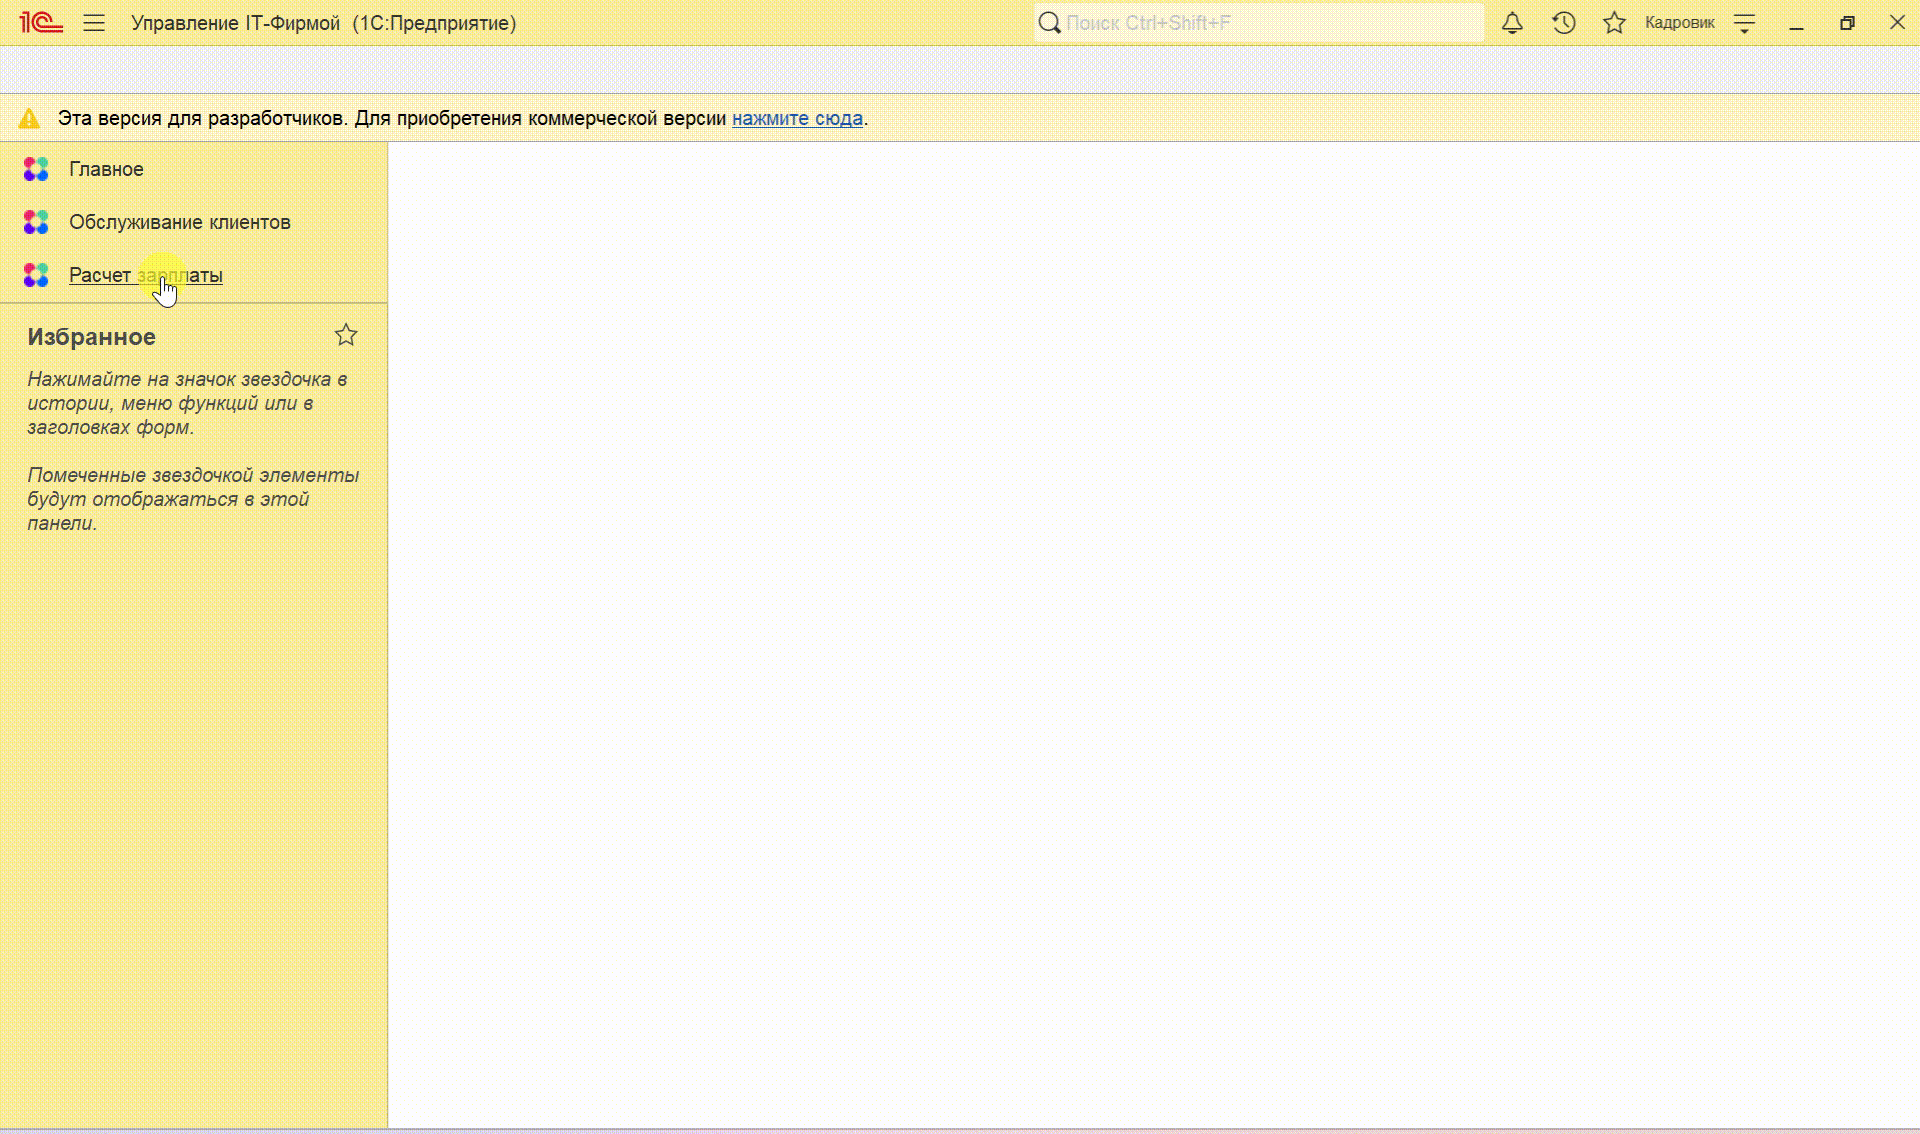 1С Управление IT-Фирмой (1С:Предприятие) Поиск Ctrl+Shift+F Кадровик
Эта версия для разработчиков. Для приобретения коммерческой версии нажмите сюда.
Главное
Обслуживание клиентов
Расчет зарплаты
Избранное
Нажимайте на значок звездочка в
истории, меню функций или в
заголовках форм.
Помеченные звездочкой элементы
будут отображаться в этой
панели.